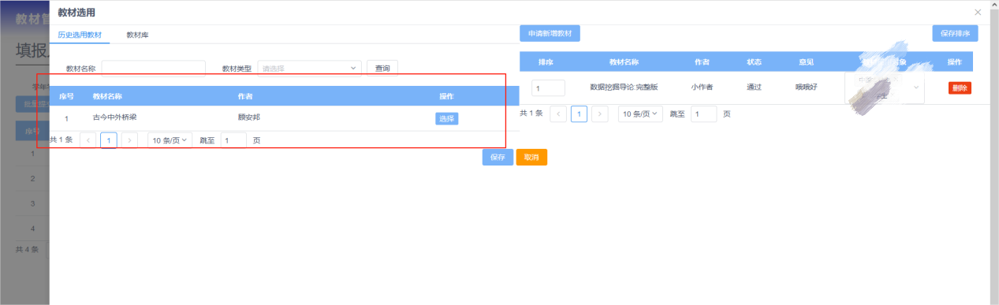 教材选用
教材管
填报
历史选用教材 教材库
教材名称 教材类型 请选择 查询
序号 教材名称 作者 操作
1 古今中外桥梁 顾安邦 选择
共 1 条 1 10 条/页 跳至 1 页
申请新增教材 保存排序
排序 教材名称 作者 状态 意见 操作
1 数据挖掘导论:完整版 小作者 通过 哦哦好 删除
共 1 条 1 10 条/页 跳至 1 页
保存 取消
学年
序号
1
2
3
4
共 4 条